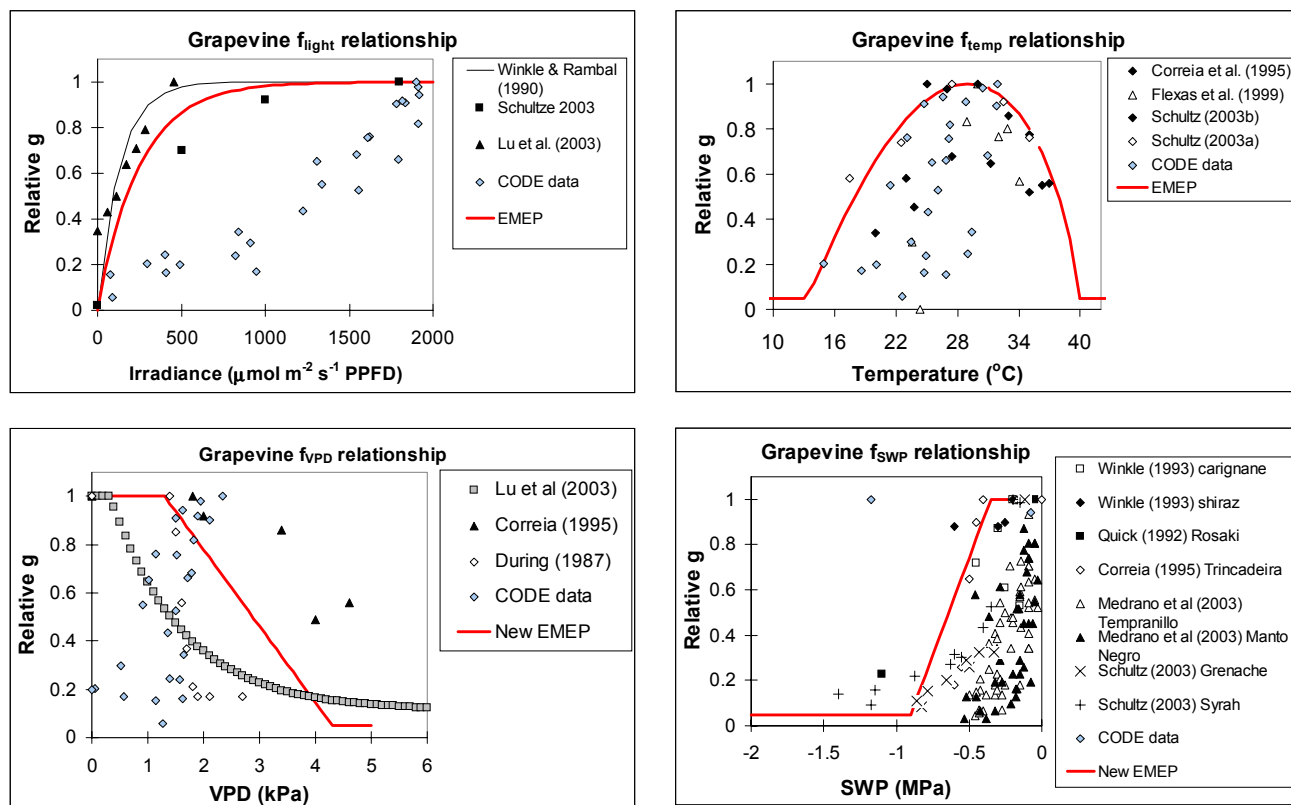 Grapevine flight relationship
Relative g
1
0.8
0.6
0.4
0.2
0
0 500 1000 1500 2000
Irradiance (μmol m-2 s-1 PPFD)
Winkle & Rambal
(1990)
Schultze 2003
Lu et al. (2003)
CODE data
EMEP
Grapevine ftemp relationship
Relative g
1
0.8
0.6
0.4
0.2
0
10 16 22 28 34 40
Temperature (oC)
Correia et al. (1995)
Flexas et al. (1999)
Schultz (2003b)
Schultz (2003a)
CODE data
EMEP
Grapevine fVPD relationship
Relative g
1
0.8
0.6
0.4
0.2
0
0 1 2 3 4 5 6
VPD (kPa)
Lu et al (2003)
Correia (1995)
During (1987)
CODE data
New EMEP
Grapevine fSWP relationship
Relative g
1
0.8
0.6
0.4
0.2
0
-2 -1.5 -1 -0.5 0
SWP (MPa)
Winkle (1993) carignane
Winkle (1993) shiraz
Quick (1992) Rosaki
Correia (1995) Trincadeira
Medrano et al (2003)
Tempranillo
Medrano et al (2003) Manto
Negro
Schultz (2003) Grenache
Schultz (2003) Syrah
CODE data
New EMEP